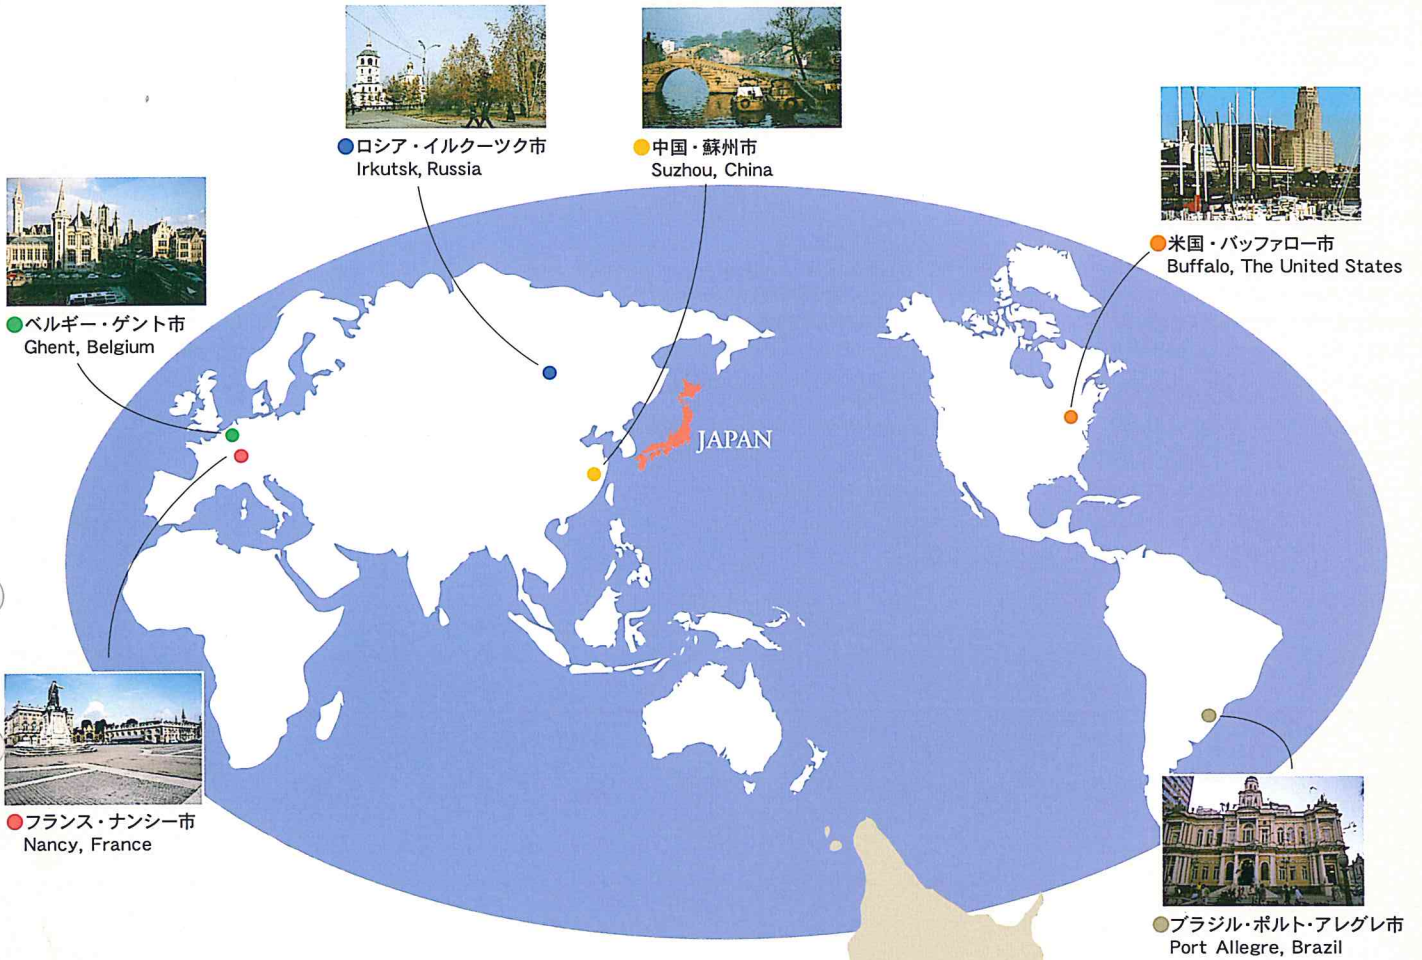 ロシア・イルクーツク市
Irkutsk, Russia
中国・蘇州市
Suzhou, China
米国・バッファロー市
Buffalo, The United States
ベルギー・ゲント市
Ghent, Belgium
JAPAN
フランス・ナンシー市
Nancy, France
ブラジル・ポルト・アレグレ市
Port Allegre, Brazil